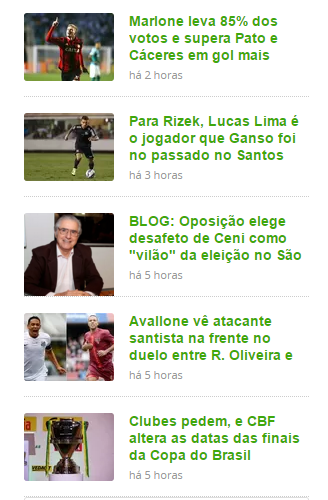 Marlone leva 85% dos
votos e supera Pato e
Cáceres em gol mais
há 2 horas
Para Rizek, Lucas Lima é
o jogador que Ganso foi
no passado no Santos
há 3 horas
BLOG: Oposição elege
desafeto de Ceni como
"vilão" da eleição no São
há 5 horas
Avallone vê atacante
santista na frente no
duelo entre R. Oliveira e
há 5 horas
Clubes pedem, e CBF
altera as datas das finais
da Copa do Brasil
há 5 horas